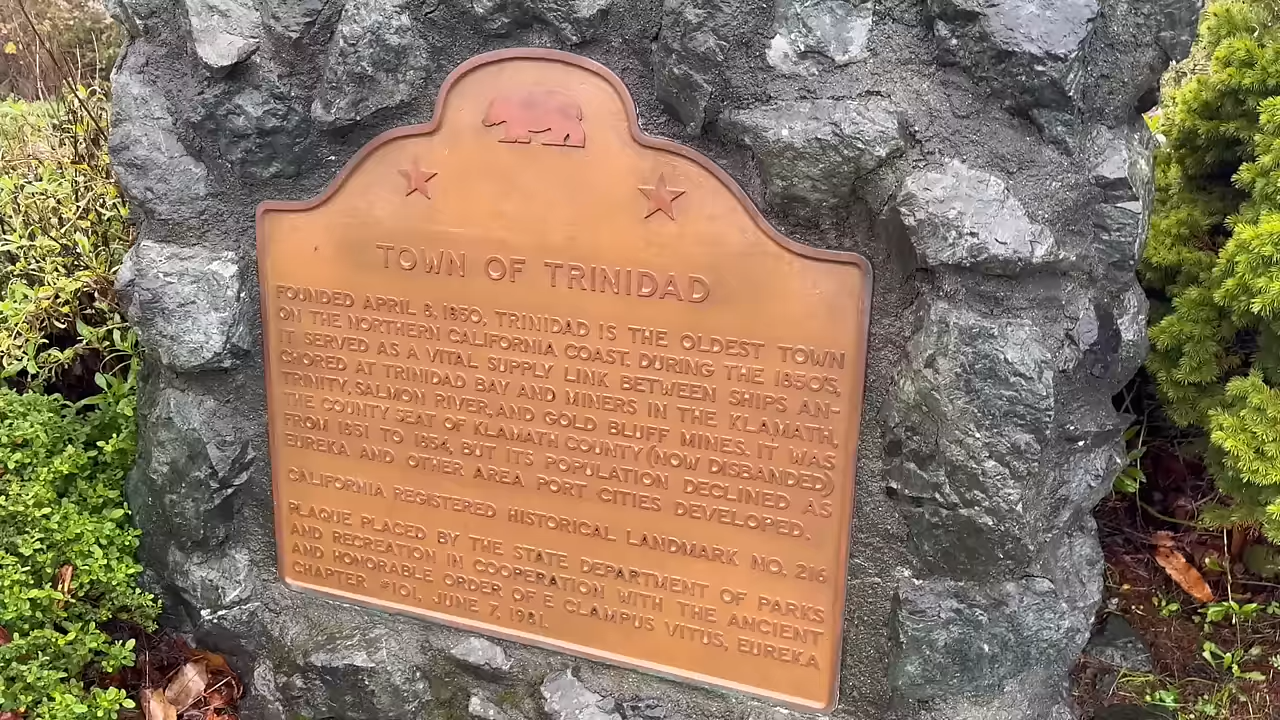 TOWN OF TRINIDAD
FOUNDED APRIL 8, 1850, TRINIDAD IS THE OLDEST TOWN
ON THE NORTHERN CALIFORNIA COAST. DURING THE 1850'S,
IT SERVED AS A VITAL SUPPLY LINK BETWEEN SHIPS AN-
CHORED AT TRINIDAD BAY AND MINERS IN THE KLAMATH,
TRINITY, SALMON RIVER, AND GOLD BLUFF MINES. IT WAS
THE COUNTY SEAT OF KLAMATH COUNTY (NOW DISBANDED)
FROM 1851 TO 1854, BUT ITS POPULATION DECLINED AS
EUREKA AND OTHER AREA PORT CITIES DEVELOPED.
CALIFORNIA REGISTERED HISTORICAL LANDMARK NO. 216
PLAQUE PLACED BY THE STATE DEPARTMENT OF PARKS
AND RECREATION IN COOPERATION WITH THE ANCIENT
AND HONORABLE ORDER OF E CLAMPUS VITUS, EUREKA
CHAPTER #101, JUNE 7, 1981.